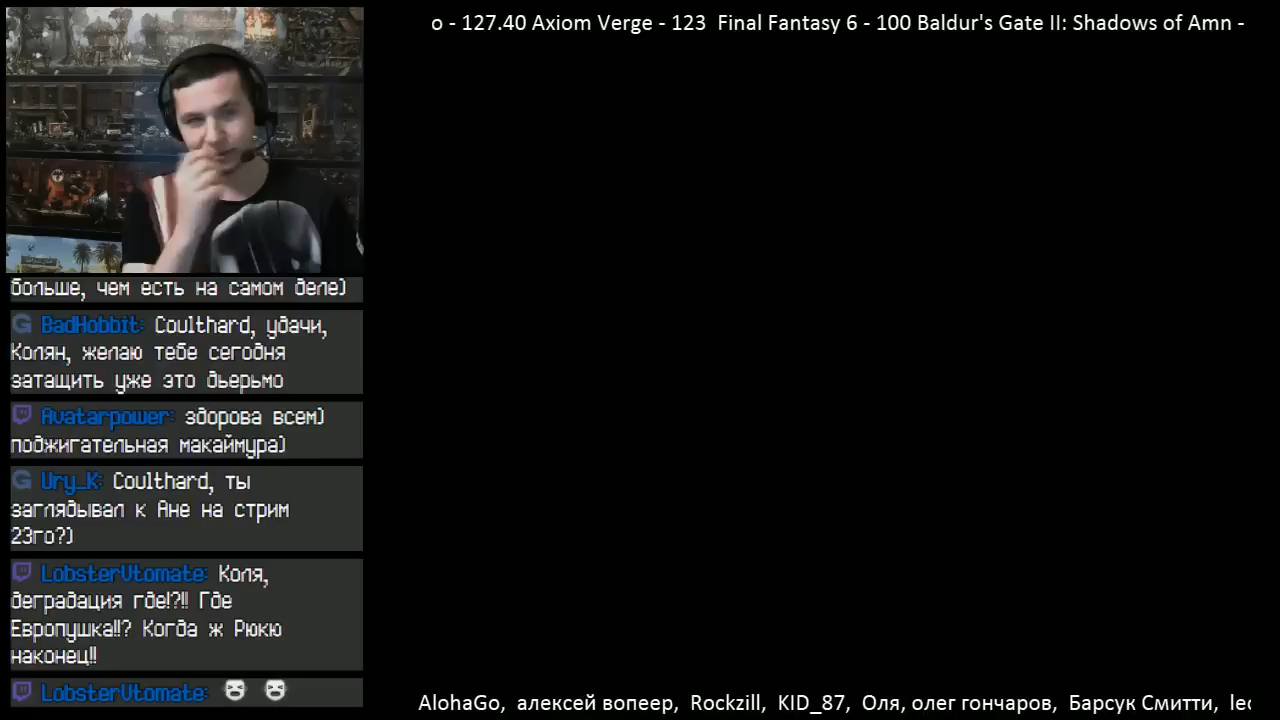 о - 127.40 Axiom Verge - 123  Final Fantasy 6 - 100 Baldur's Gate II: Shadows of Amn -
больше, чем есть на самом деле)
BadHobbit: Coulthard, удачи,
Колян, желаю тебе сегодня
затащить уже это дьерьмо
Avatarpower: здорова всем)
поджигательная макаймура)
Ury_K: Coulthard, ты
заглядывал к Ане на стрим
23го?)
LobsterUtomate: Коля,
деградация где!?!! Где
Европушка!!? Когда ж Рюкю
наконец!!
LobsterUtomate:
AlohaGo,  алексей вопеер,  Rockzill,  KID_87,  Оля, олег гончаров,  Барсук Смитти,  lec